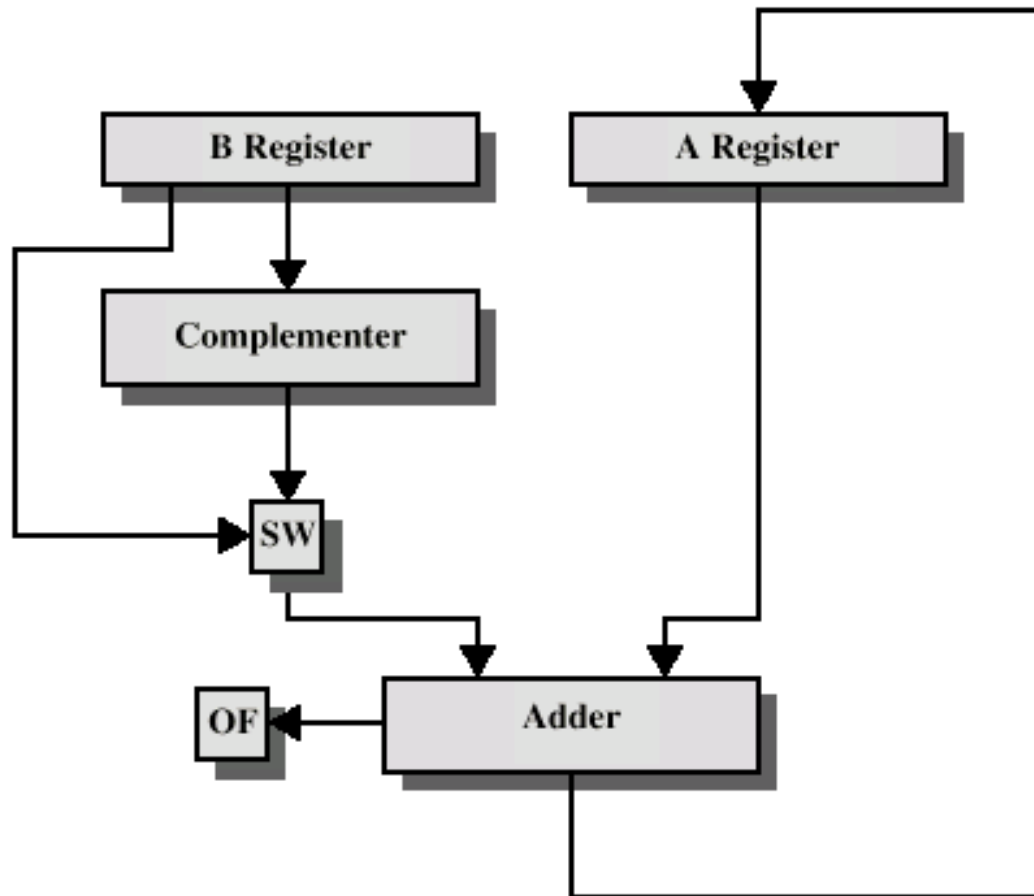 B Register
A Register
Complementer
SW
OF
Adder